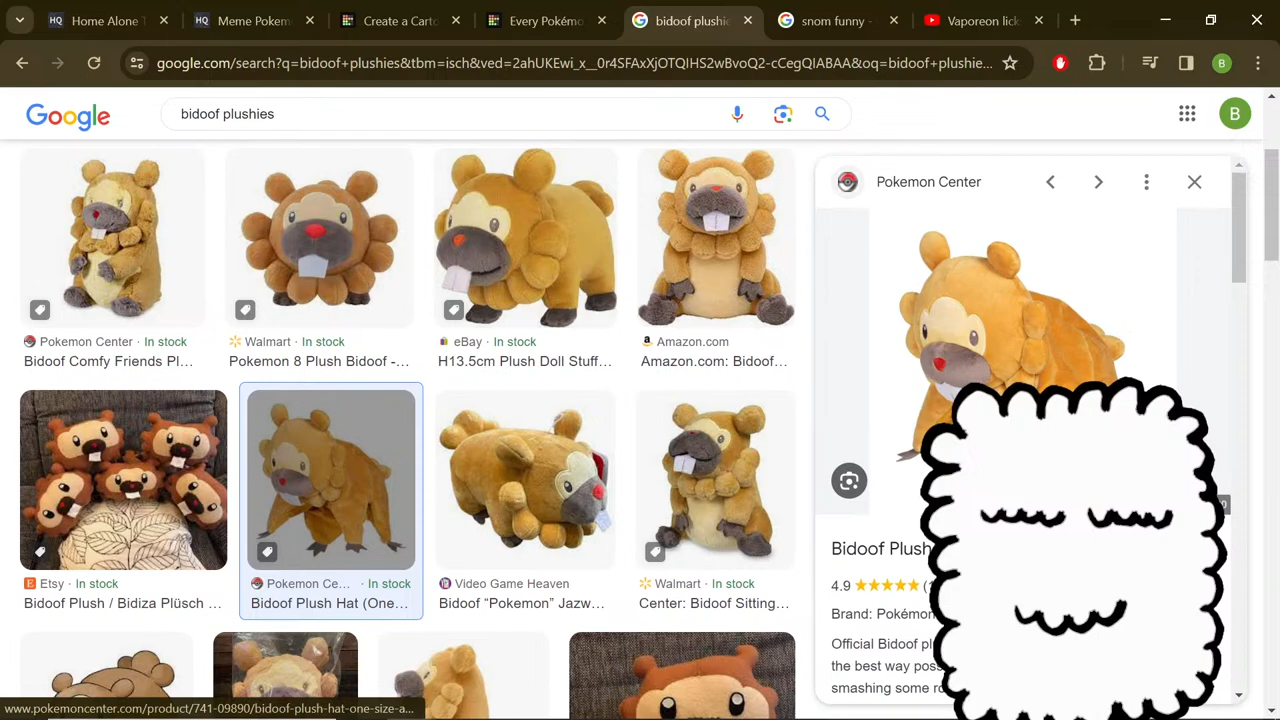 Home Alone T
Meme Pokem
Create a Carto
Every Pokémo
bidoof plushie
snom funny -
Vaporeon lick
google.com/search?q=bidoof+plushies&tbm=isch&ved=2ahUKEwi_x__0r4SFAxXjOTQIHS2wBvoQ2-cCegQIABAA&oq=bidoof+plushie...
B
Google
bidoof plushies
B
Pokemon Center
Pokemon Center · In stock
Bidoof Comfy Friends Pl...
Walmart · In stock
Pokemon 8 Plush Bidoof -...
eBay · In stock
H13.5cm Plush Doll Stuff...
Amazon.com
Amazon.com: Bidoof...
Etsy · In stock
Bidoof Plush / Bidiza Plüsch ...
Pokemon Ce... · In stock
Bidoof Plush Hat (One...
Video Game Heaven
Bidoof “Pokemon” Jazw...
Walmart · In stock
Center: Bidoof Sitting...
Bidoof Plush
4.9 ★★★★★ (
Brand: Pokémon
Official Bidoof pl
the best way pos
smashing some ro
www.pokemoncenter.com/product/741-09890/bidoof-plush-hat-one-size-a...